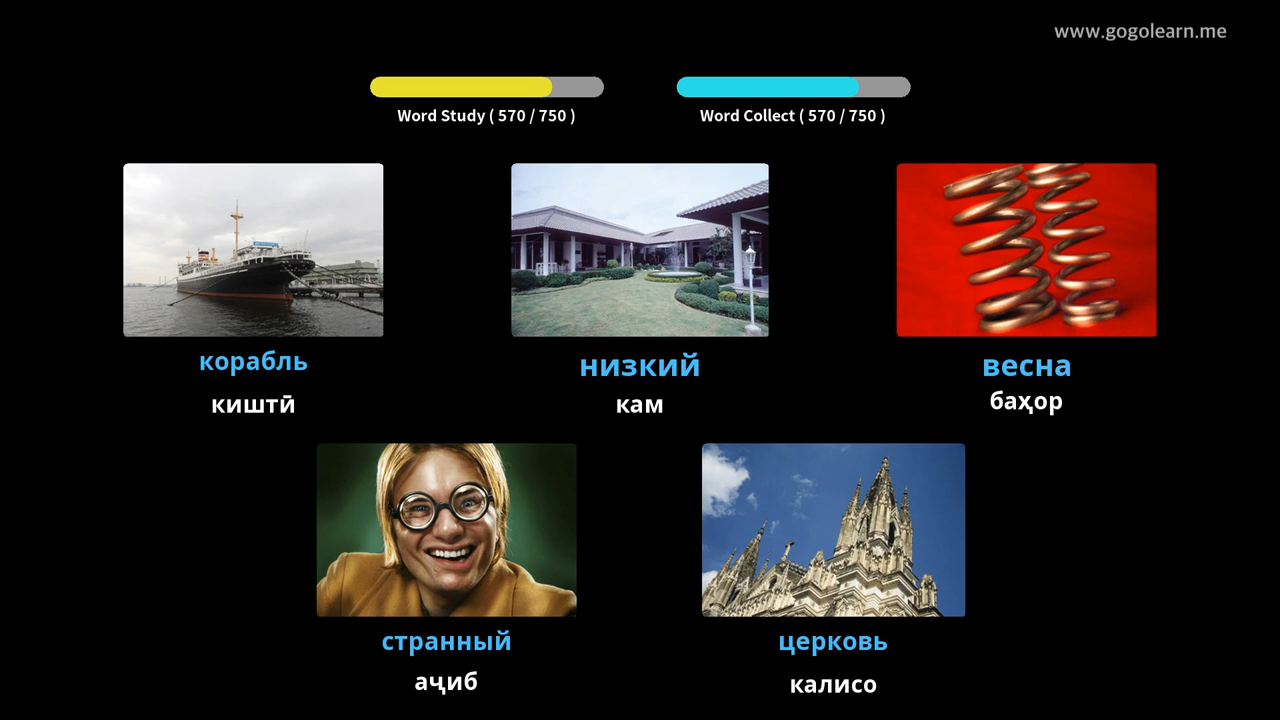 www.gogolearn.me
Word Study ( 570 / 750 )
Word Collect ( 570 / 750 )
корабль
низкий
весна
киштӣ
кам
баҳор
странный
церковь
аҷиб
калисо